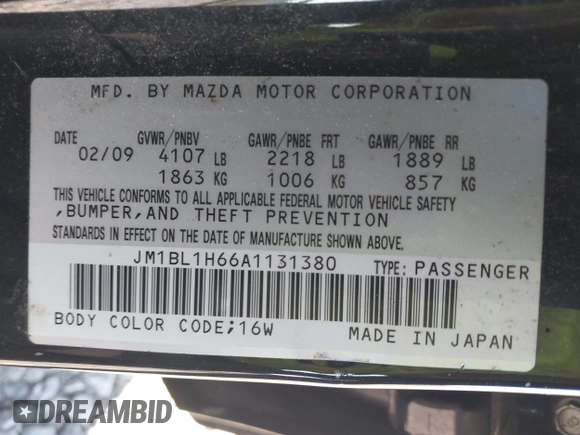 MFD. BY MAZDA MOTOR CORPORATION
DATE GVWR/PNBV GAWR/PNBE FRT GAWR/PNBE RR
02/09 4107 LB 2218 LB 1889 LB
1863 KG 1006 KG 857 KG
THIS VEHICLE CONFORMS TO ALL APPLICABLE FEDERAL MOTOR VEHICLE SAFETY
,BUMPER,AND THEFT PREVENTION
STANDARDS IN EFFECT ON THE DATE OF MANUFACTURE SHOWN ABOVE.
JM1BL1H66A1131380 TYPE: PASSENGER
BODY COLOR CODE;16W MADE IN JAPAN
DREAMBID